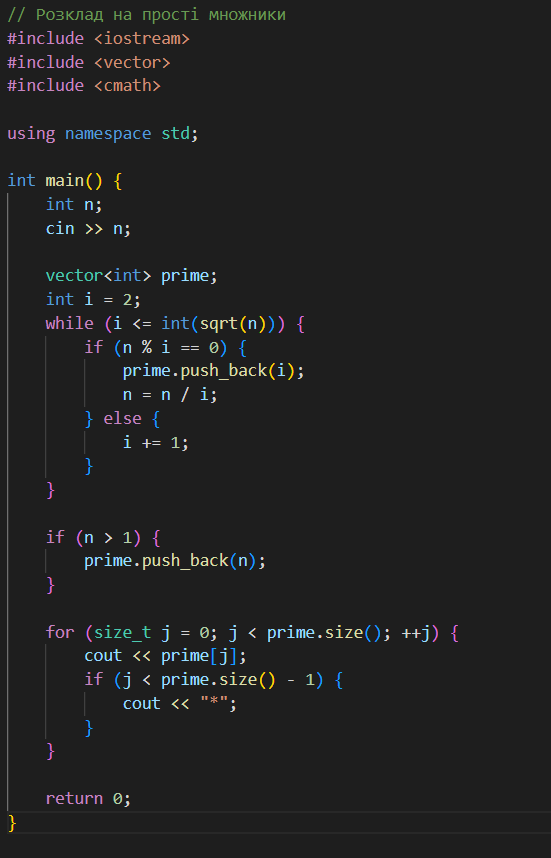 // Розклад на прості множники
#include <iostream>
#include <vector>
#include <cmath>
using namespace std;
int main() {
    int n;
    cin >> n;
    vector<int> prime;
    int i = 2;
    while (i <= int(sqrt(n))) {
        if (n % i == 0) {
            prime.push_back(i);
            n = n / i;
        } else {
            i += 1;
        }
    }
    if (n > 1) {
        prime.push_back(n);
    }
    for (size_t j = 0; j < prime.size(); ++j) {
        cout << prime[j];
        if (j < prime.size() - 1) {
            cout << "*";
        }
    }
    return 0;
}